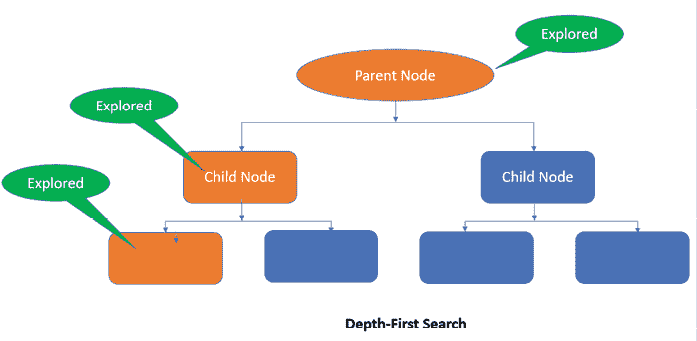 Explored
Parent Node
Explored
Child Node
Child Node
Explored
Depth-First Search